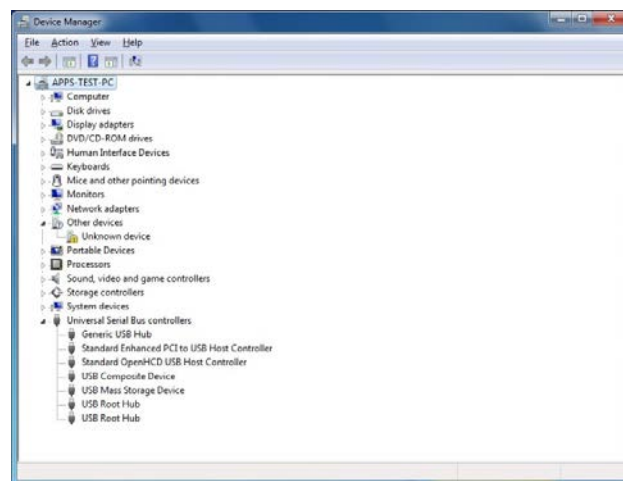 Device Manager
File Action View Help
APPS-TEST-PC
Computer
Disk drives
Display adapters
DVD/CD-ROM drives
Human Interface Devices
Keyboards
Mice and other pointing devices
Monitors
Network adapters
Other devices
Unknown device
Portable Devices
Processors
Sound, video and game controllers
Storage controllers
System devices
Universal Serial Bus controllers
Generic USB Hub
Standard Enhanced PCI to USB Host Controller
Standard OpenHCD USB Host Controller
USB Composite Device
USB Mass Storage Device
USB Root Hub
USB Root Hub